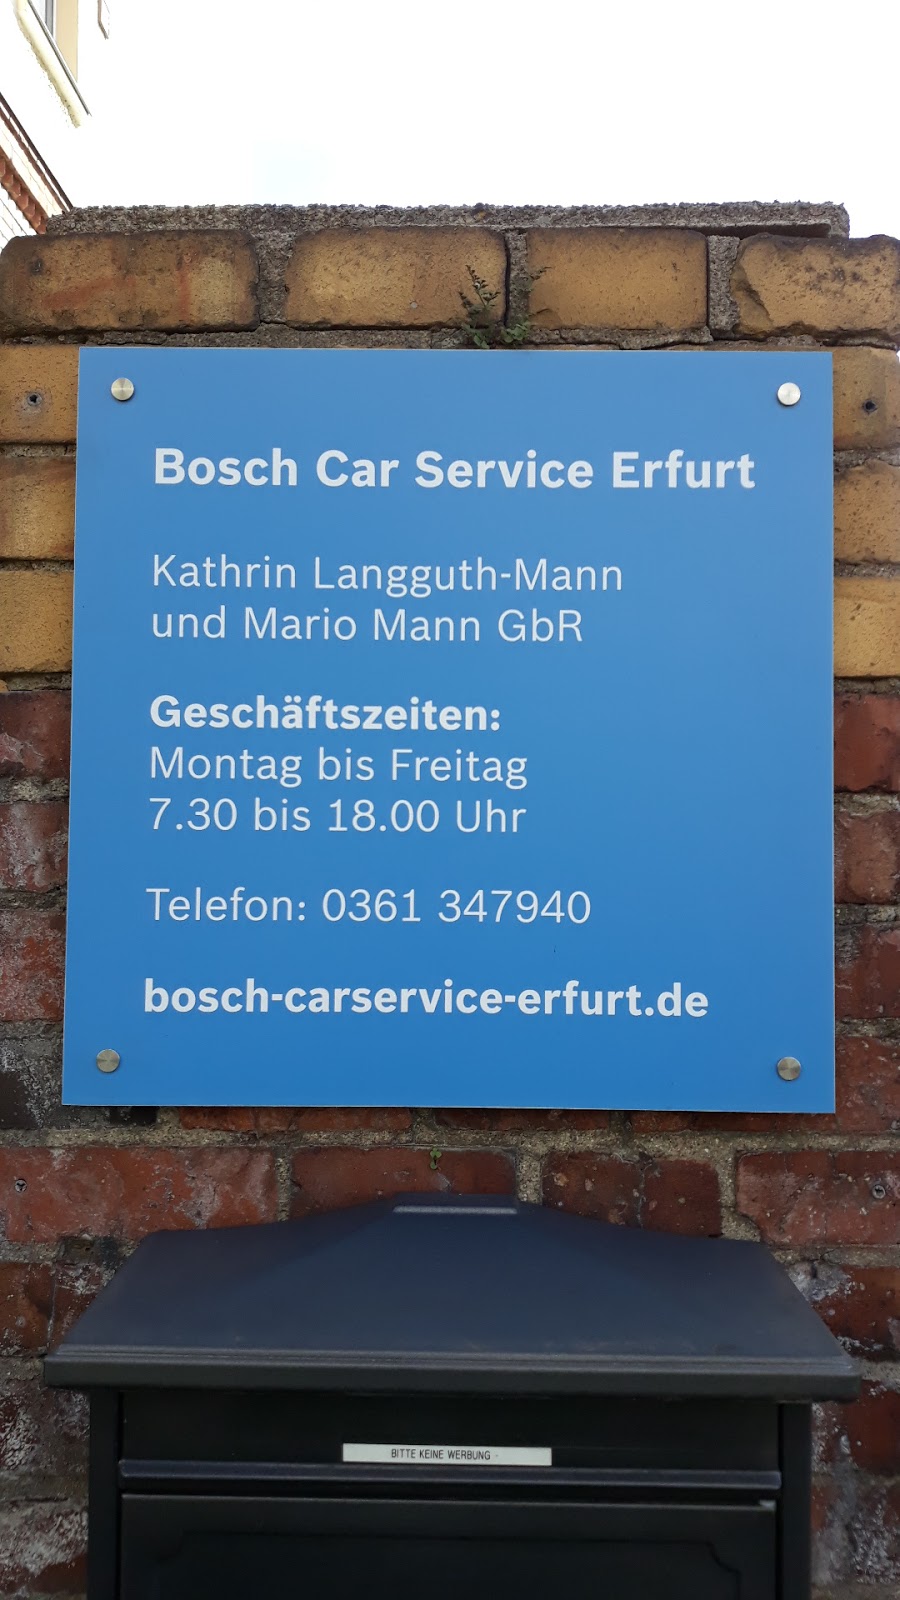 Bosch Car Service Erfurt
Kathrin Langguth-Mann
und Mario Mann GbR
Geschäftszeiten:
Montag bis Freitag
7.30 bis 18.00 Uhr
Telefon: 0361 347940
bosch-carservice-erfurt.de
BITTE KEINE WERBUNG -